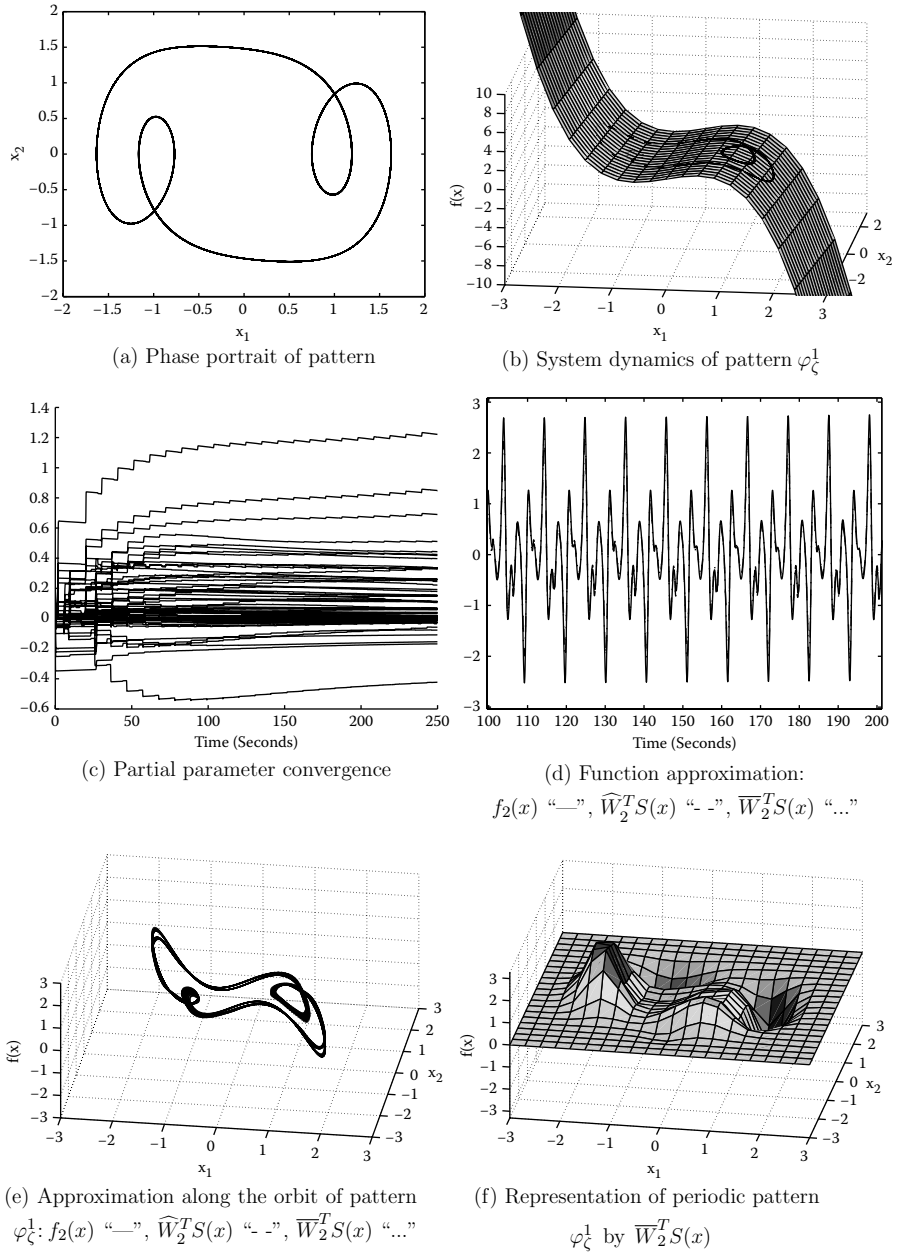 2
1.5
1
0.5
0
−0.5
−1
−1.5
−2
x2
−2 −1.5 −1 −0.5 0 0.5 1 1.5 2
x1
(a) Phase portrait of pattern
10
8
6
4
2
0
−2
−4
−6
−8
−10
f(x)
−3 −2 −1 0 1 2 3
x1
2
0
−2
x2
(b) System dynamics of pattern φ_ζ^1
1.4
1.2
1
0.8
0.6
0.4
0.2
0
−0.2
−0.4
−0.6
0 50 100 150 200 250
Time (Seconds)
(c) Partial parameter convergence
3
2
1
0
−1
−2
−3
100 110 120 130 140 150 160 170 180 190 200
Time (Seconds)
(d) Function approximation:
f₂(x) “—”, Ŵ₂ᵀS(x) “- -”, W̅₂ᵀS(x) “...”
3
2
1
0
−1
−2
−3
f(x)
−3 −2 −1 0 1 2 3
x1
3
2
1
0
−1
−2
−3
x2
(e) Approximation along the orbit of pattern
φ_ζ^1: f₂(x) “—”, Ŵ₂ᵀS(x) “- -”, W̅₂ᵀS(x) “...”
3
2
1
0
−1
−2
−3
f(x)
−3 −2 −1 0 1 2 3
x1
3
2
1
0
−1
−2
−3
x2
(f) Representation of periodic pattern
φ_ζ^1 by W̅₂ᵀS(x)